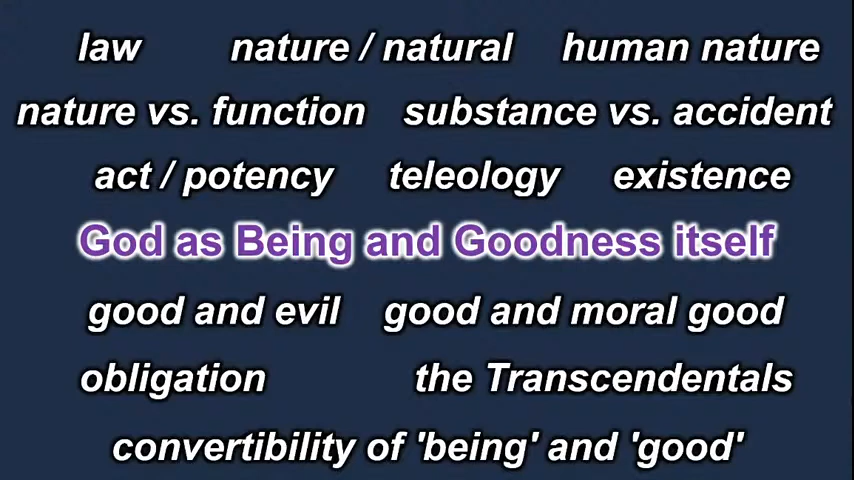 law nature / natural human nature
nature vs. function substance vs. accident
act / potency teleology existence
God as Being and Goodness itself
good and evil good and moral good
obligation the Transcendentals
convertibility of 'being' and 'good'